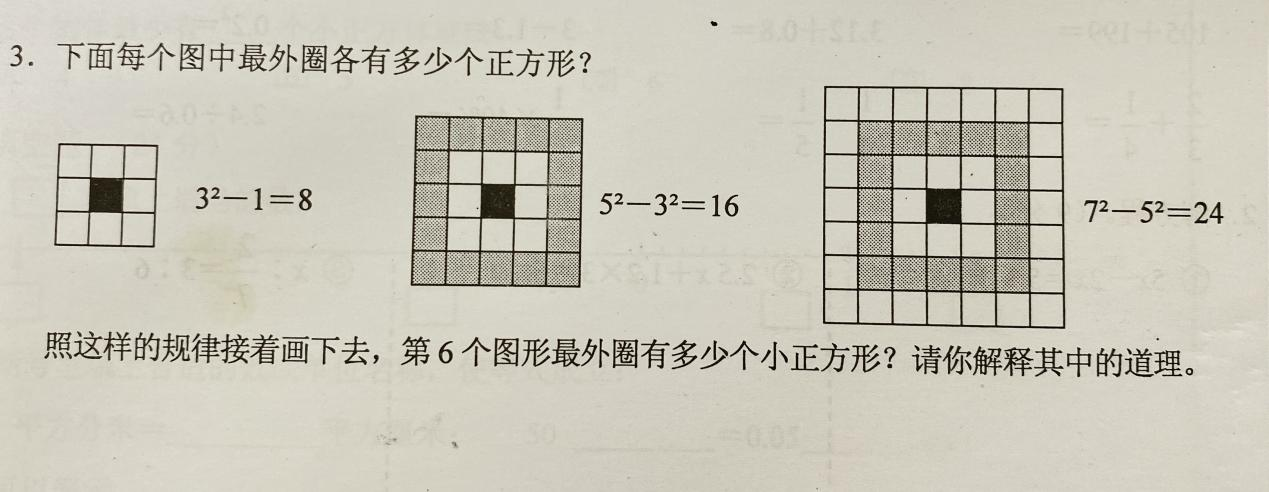 3. 下面每个图中最外圈各有多少个正方形？
3²－1＝8
5²－3²＝16
7²－5²＝24
照这样的规律接着画下去，第 6 个图形最外圈有多少个小正方形？请你解释其中的道理。